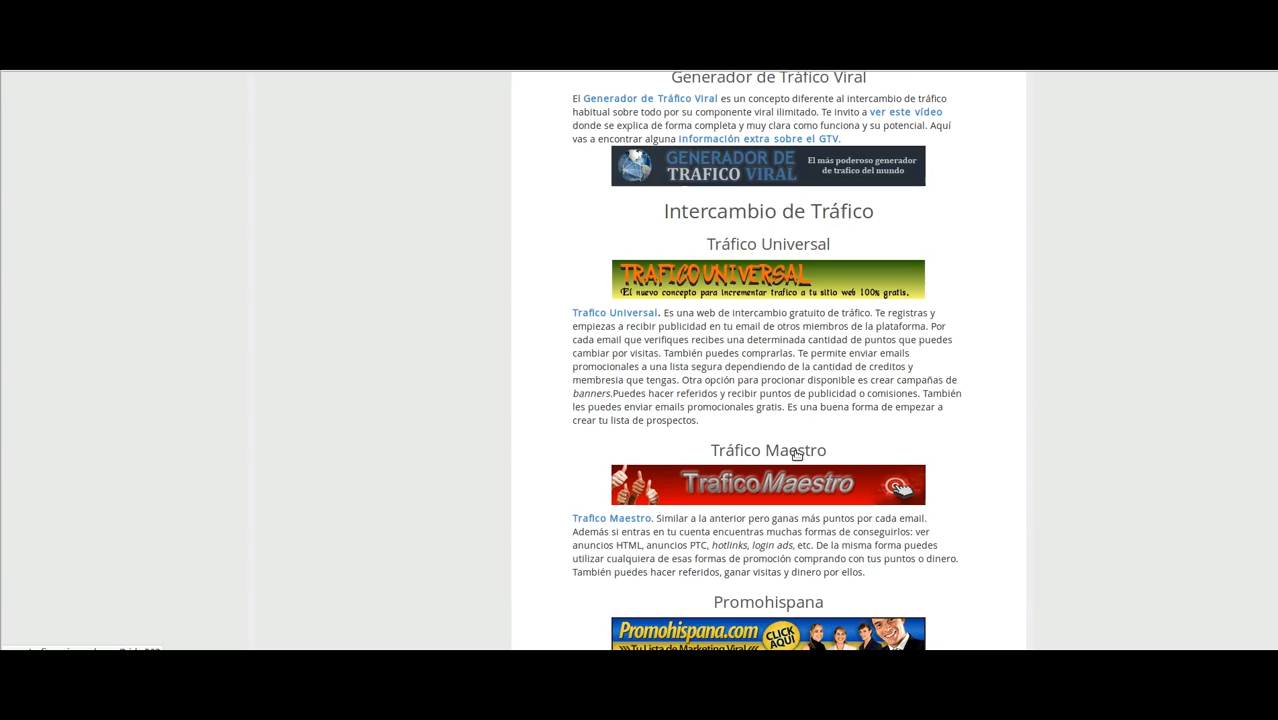 Generador de Tráfico Viral
El Generador de Tráfico Viral es un concepto diferente al intercambio de tráfico
habitual sobre todo por su componente viral ilimitado. Te invito a ver este vídeo
donde se explica de forma completa y muy clara como funciona y su potencial. Aquí
vas a encontrar alguna información extra sobre el GTV.
GENERADOR DE
TRAFICO VIRAL
El más poderoso generador
de trafico del mundo
Intercambio de Tráfico
Tráfico Universal
TRAFICO UNIVERSAL
El nuevo concepto para incrementar trafico a tu sitio web 100% gratis.
Trafico Universal. Es una web de intercambio gratuito de tráfico. Te registras y
empiezas a recibir publicidad en tu email de otros miembros de la plataforma. Por
cada email que verifiques recibes una determinada cantidad de puntos que puedes
cambiar por visitas. También puedes comprarlas. Te permite enviar emails
promocionales a una lista segura dependiendo de la cantidad de creditos y
membresia que tengas. Otra opción para procionar disponible es crear campañas de
banners.Puedes hacer referidos y recibir puntos de publicidad o comisiones. También
les puedes enviar emails promocionales gratis. Es una buena forma de empezar a
crear tu lista de prospectos.
Tráfico Maestro
TraficoMaestro
Trafico Maestro. Similar a la anterior pero ganas más puntos por cada email.
Además si entras en tu cuenta encuentras muchas formas de conseguirlos: ver
anuncios HTML, anuncios PTC, hotlinks, login ads, etc. De la misma forma puedes
utilizar cualquiera de esas formas de promoción comprando con tus puntos o dinero.
También puedes hacer referidos, ganar visitas y dinero por ellos.
Promohispana
Promohispana.com
CLICK
AQUÍ
Tu Lista de Marketing Viral